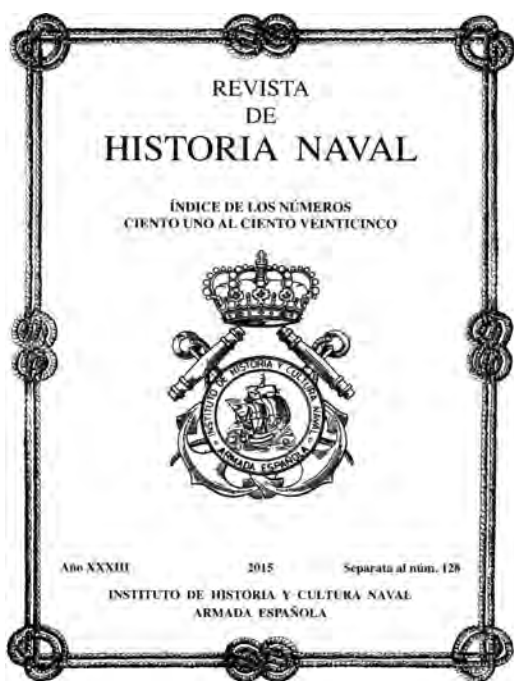 REVISTA
DE
HISTORIA NAVAL
ÍNDICE DE LOS NÚMEROS
CIENTO UNO AL CIENTO VEINTICINCO
INSTITUTO DE HISTORIA Y CULTURA NAVAL
ARMADA ESPAÑOLA
Año XXXIII 2015 Separata al núm. 128
INSTITUTO DE HISTORIA Y CULTURA NAVAL
ARMADA ESPAÑOLA